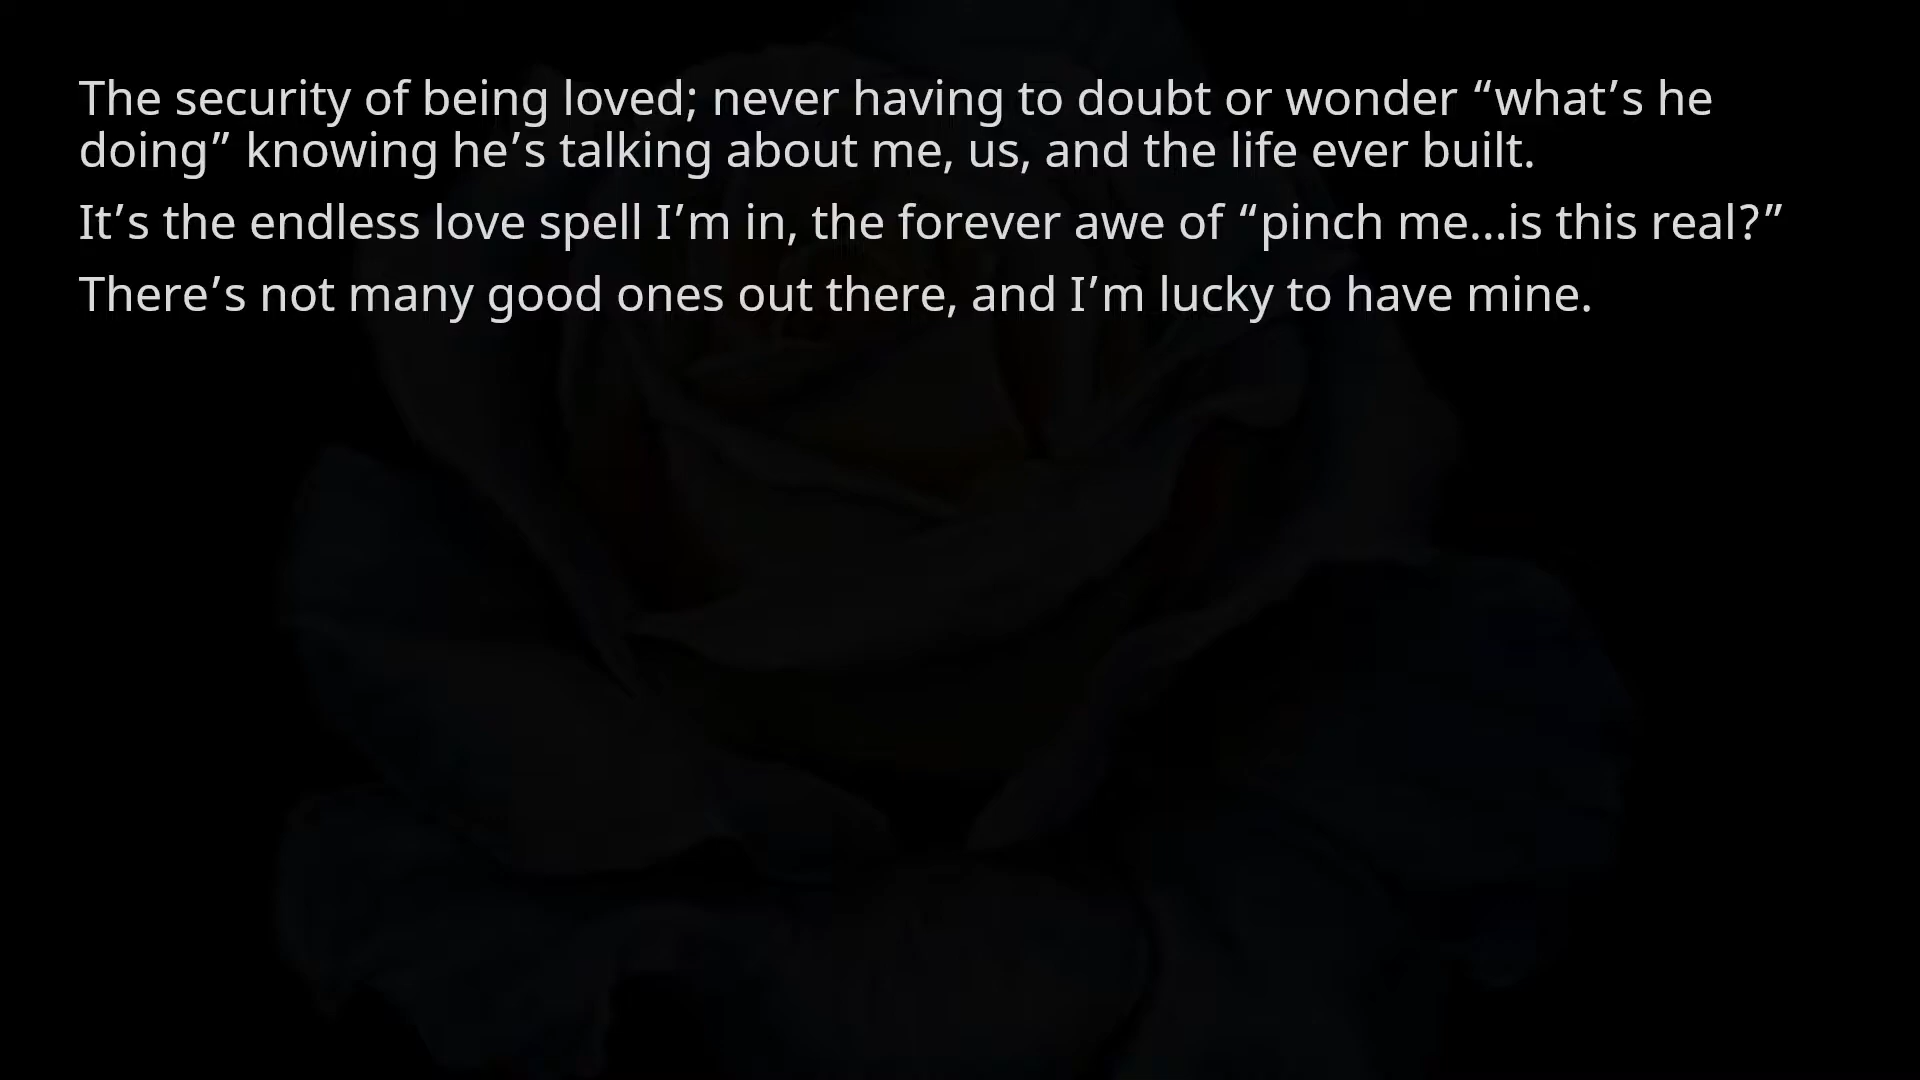 The security of being loved; never having to doubt or wonder “what’s he
doing” knowing he’s talking about me, us, and the life ever built.
It’s the endless love spell I’m in, the forever awe of “pinch me…is this real?”
There’s not many good ones out there, and I’m lucky to have mine.